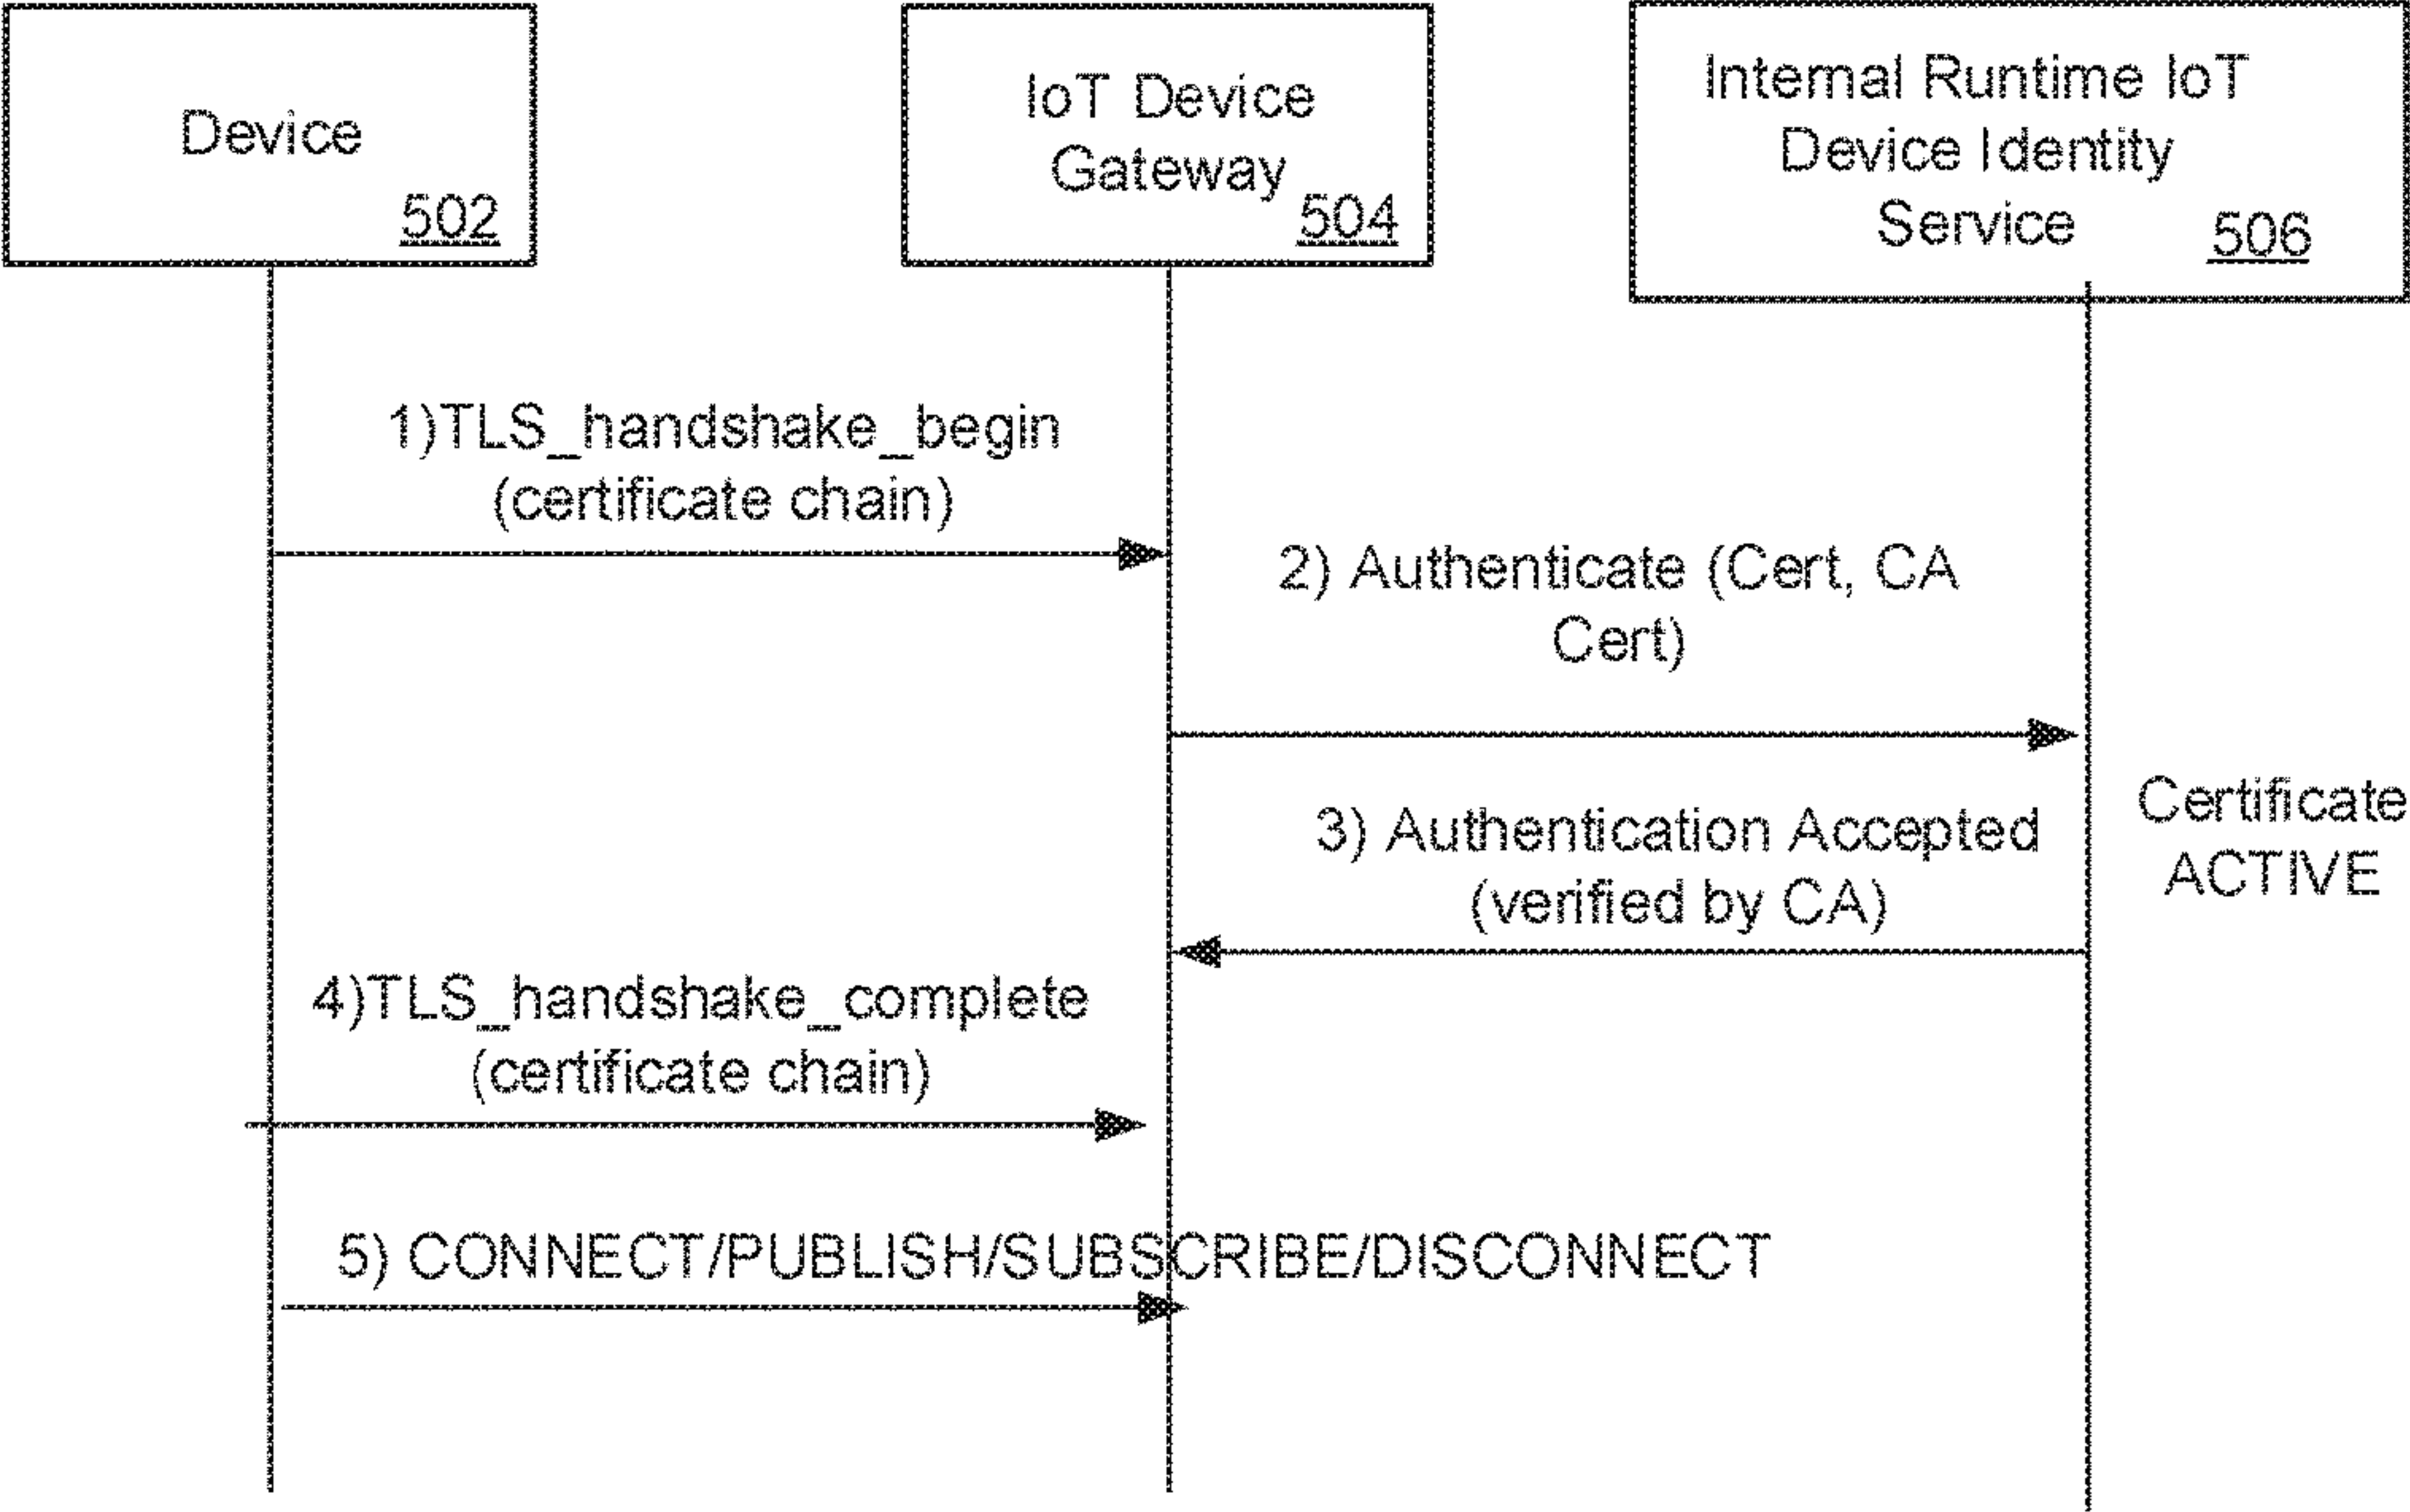 Device
502
IoT Device
Gateway
504
Internal Runtime IoT
Device Identity
Service
506
1)TLS_handshake_begin
(certificate chain)
2) Authenticate (Cert, CA
Cert)
3) Authentication Accepted
(verified by CA)
Certificate
ACTIVE
4)TLS_handshake_complete
(certificate chain)
5) CONNECT/PUBLISH/SUBSCRIBE/DISCONNECT